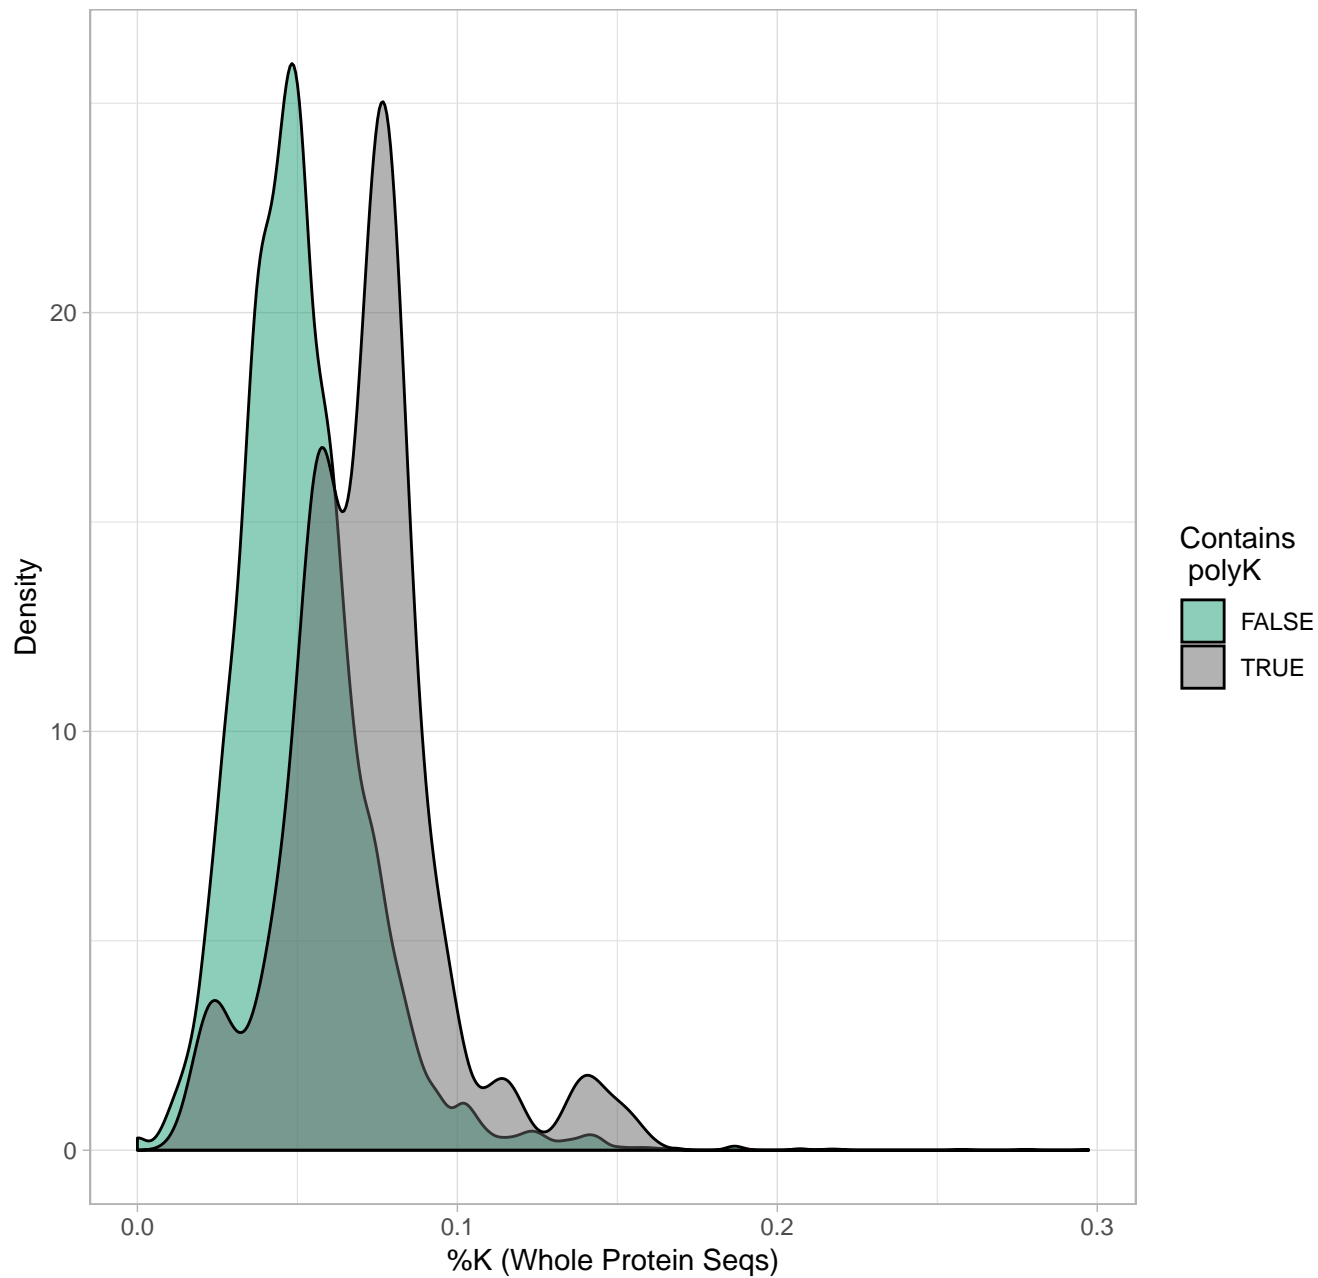 Density
20
10
0
0.0
0.1
0.2
0.3
%K (Whole Protein Seqs)
Contains
polyK
FALSE
TRUE